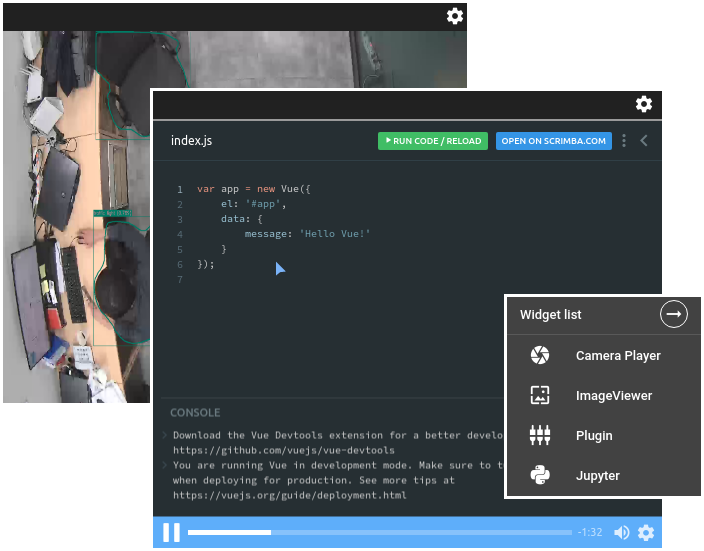 index.js
RUN CODE / RELOAD
OPEN ON SCRIMBA.COM
1 var app = new Vue({
2 el: '#app',
3 data: {
4 message: 'Hello Vue!'
5 }
6 });
7
CONSOLE
Download the Vue Devtools extension for a better develo
https://github.com/vuejs/vue-devtools
You are running Vue in development mode. Make sure to t
when deploying for production. See more tips at
https://vuejs.org/guide/deployment.html
-1:32
Widget list
Camera Player
ImageViewer
Plugin
Jupyter